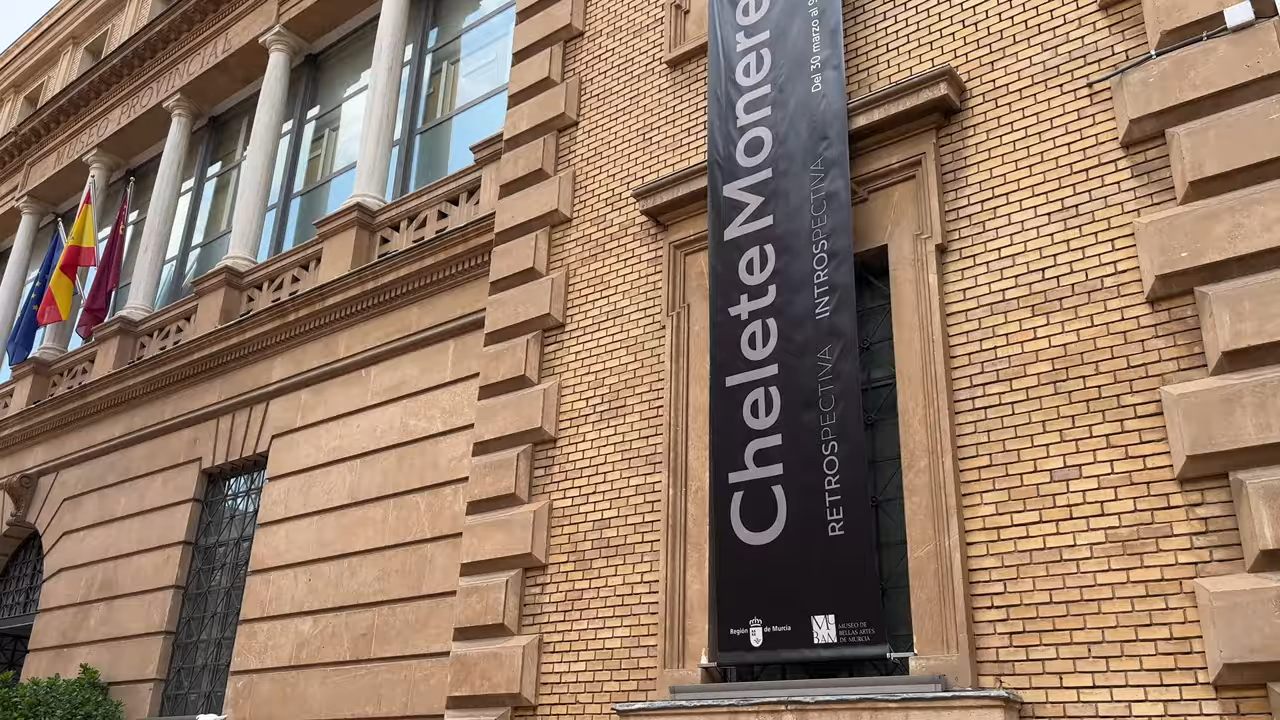 MUSEO PROVINCIAL
Chelete Monere
RETROSPECTIVA INTROSPECTIVA
Del 30 marzo al 9
Región de Murcia
MUBAM
MUSEO DE
BELLAS ARTES
DE MURCIA